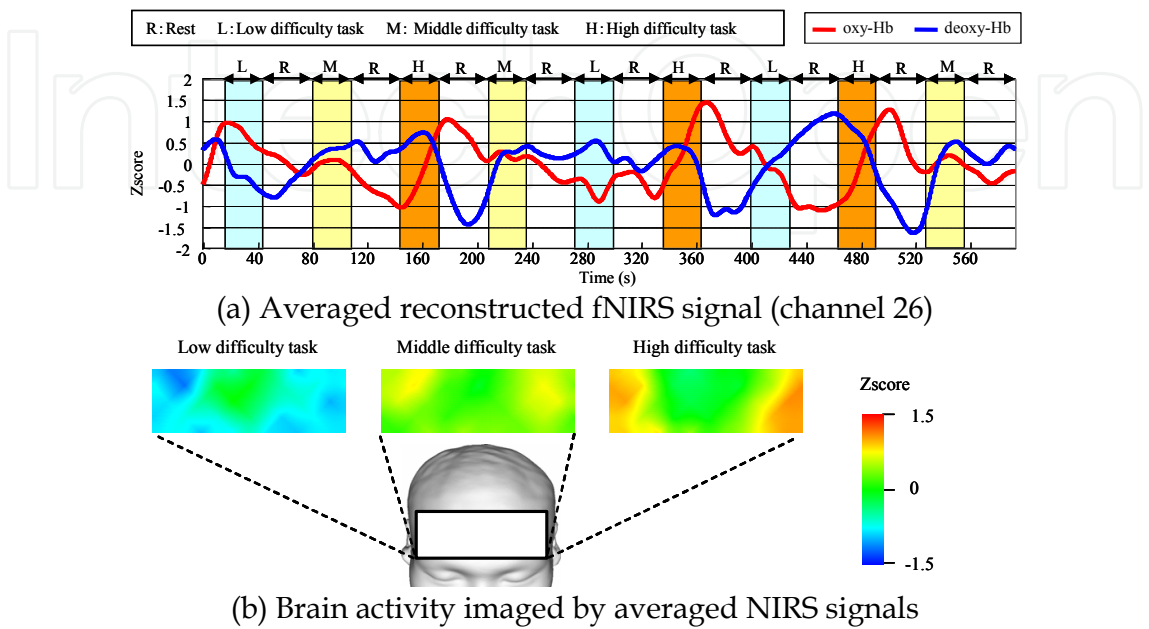 R:Rest L:Low difficulty task M: Middle difficulty task H:High difficulty task
oxy-Hb deoxy-Hb
L R M R H R M R L R H R L R H R M R
2
1.5
1
0.5
0
-0.5
-1
-1.5
-2
Zscore
0 40 80 120 160 200 240 280 320 360 400 440 480 520 560
Time (s)
(a) Averaged reconstructed fNIRS signal (channel 26)
Low difficulty task Middle difficulty task High difficulty task
Zscore
1.5
0
-1.5
(b) Brain activity imaged by averaged NIRS signals
IntechOpen